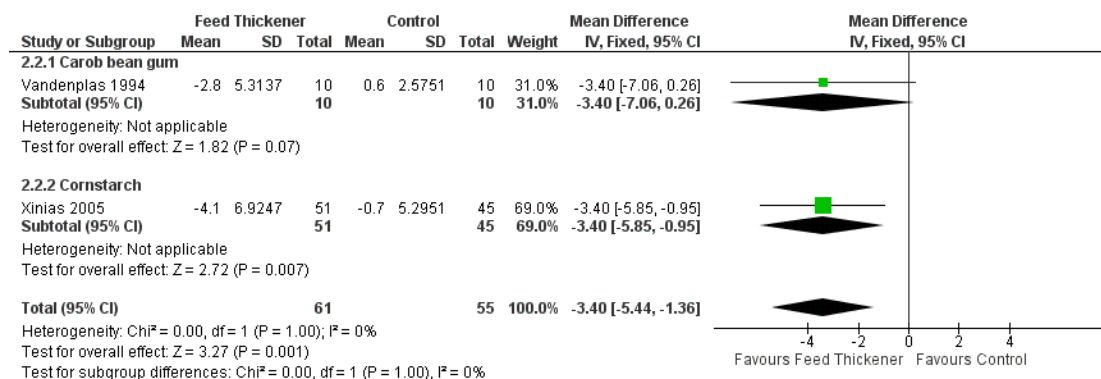 Feed Thickener Control Mean Difference Mean Difference
Study or Subgroup Mean SD Total Mean SD Total Weight IV, Fixed, 95% CI IV, Fixed, 95% CI
2.2.1 Carob bean gum
Vandenplas 1994 -2.8 5.3137 10 0.6 2.5751 10 31.0% -3.40 [-7.06, 0.26]
Subtotal (95% CI) 10 10 31.0% -3.40 [-7.06, 0.26]
Heterogeneity: Not applicable
Test for overall effect: Z = 1.82 (P = 0.07)
2.2.2 Cornstarch
Xinias 2005 -4.1 6.9247 51 -0.7 5.2951 45 69.0% -3.40 [-5.85, -0.95]
Subtotal (95% CI) 51 45 69.0% -3.40 [-5.85, -0.95]
Heterogeneity: Not applicable
Test for overall effect: Z = 2.72 (P = 0.007)
Total (95% CI) 61 55 100.0% -3.40 [-5.44, -1.36]
Heterogeneity: Chi² = 0.00, df = 1 (P = 1.00); I² = 0%
Test for overall effect: Z = 3.27 (P = 0.001)
Test for subgroup differences: Chi² = 0.00, df = 1 (P = 1.00), I² = 0%
-4 -2 0 2 4
Favours Feed Thickener Favours Control